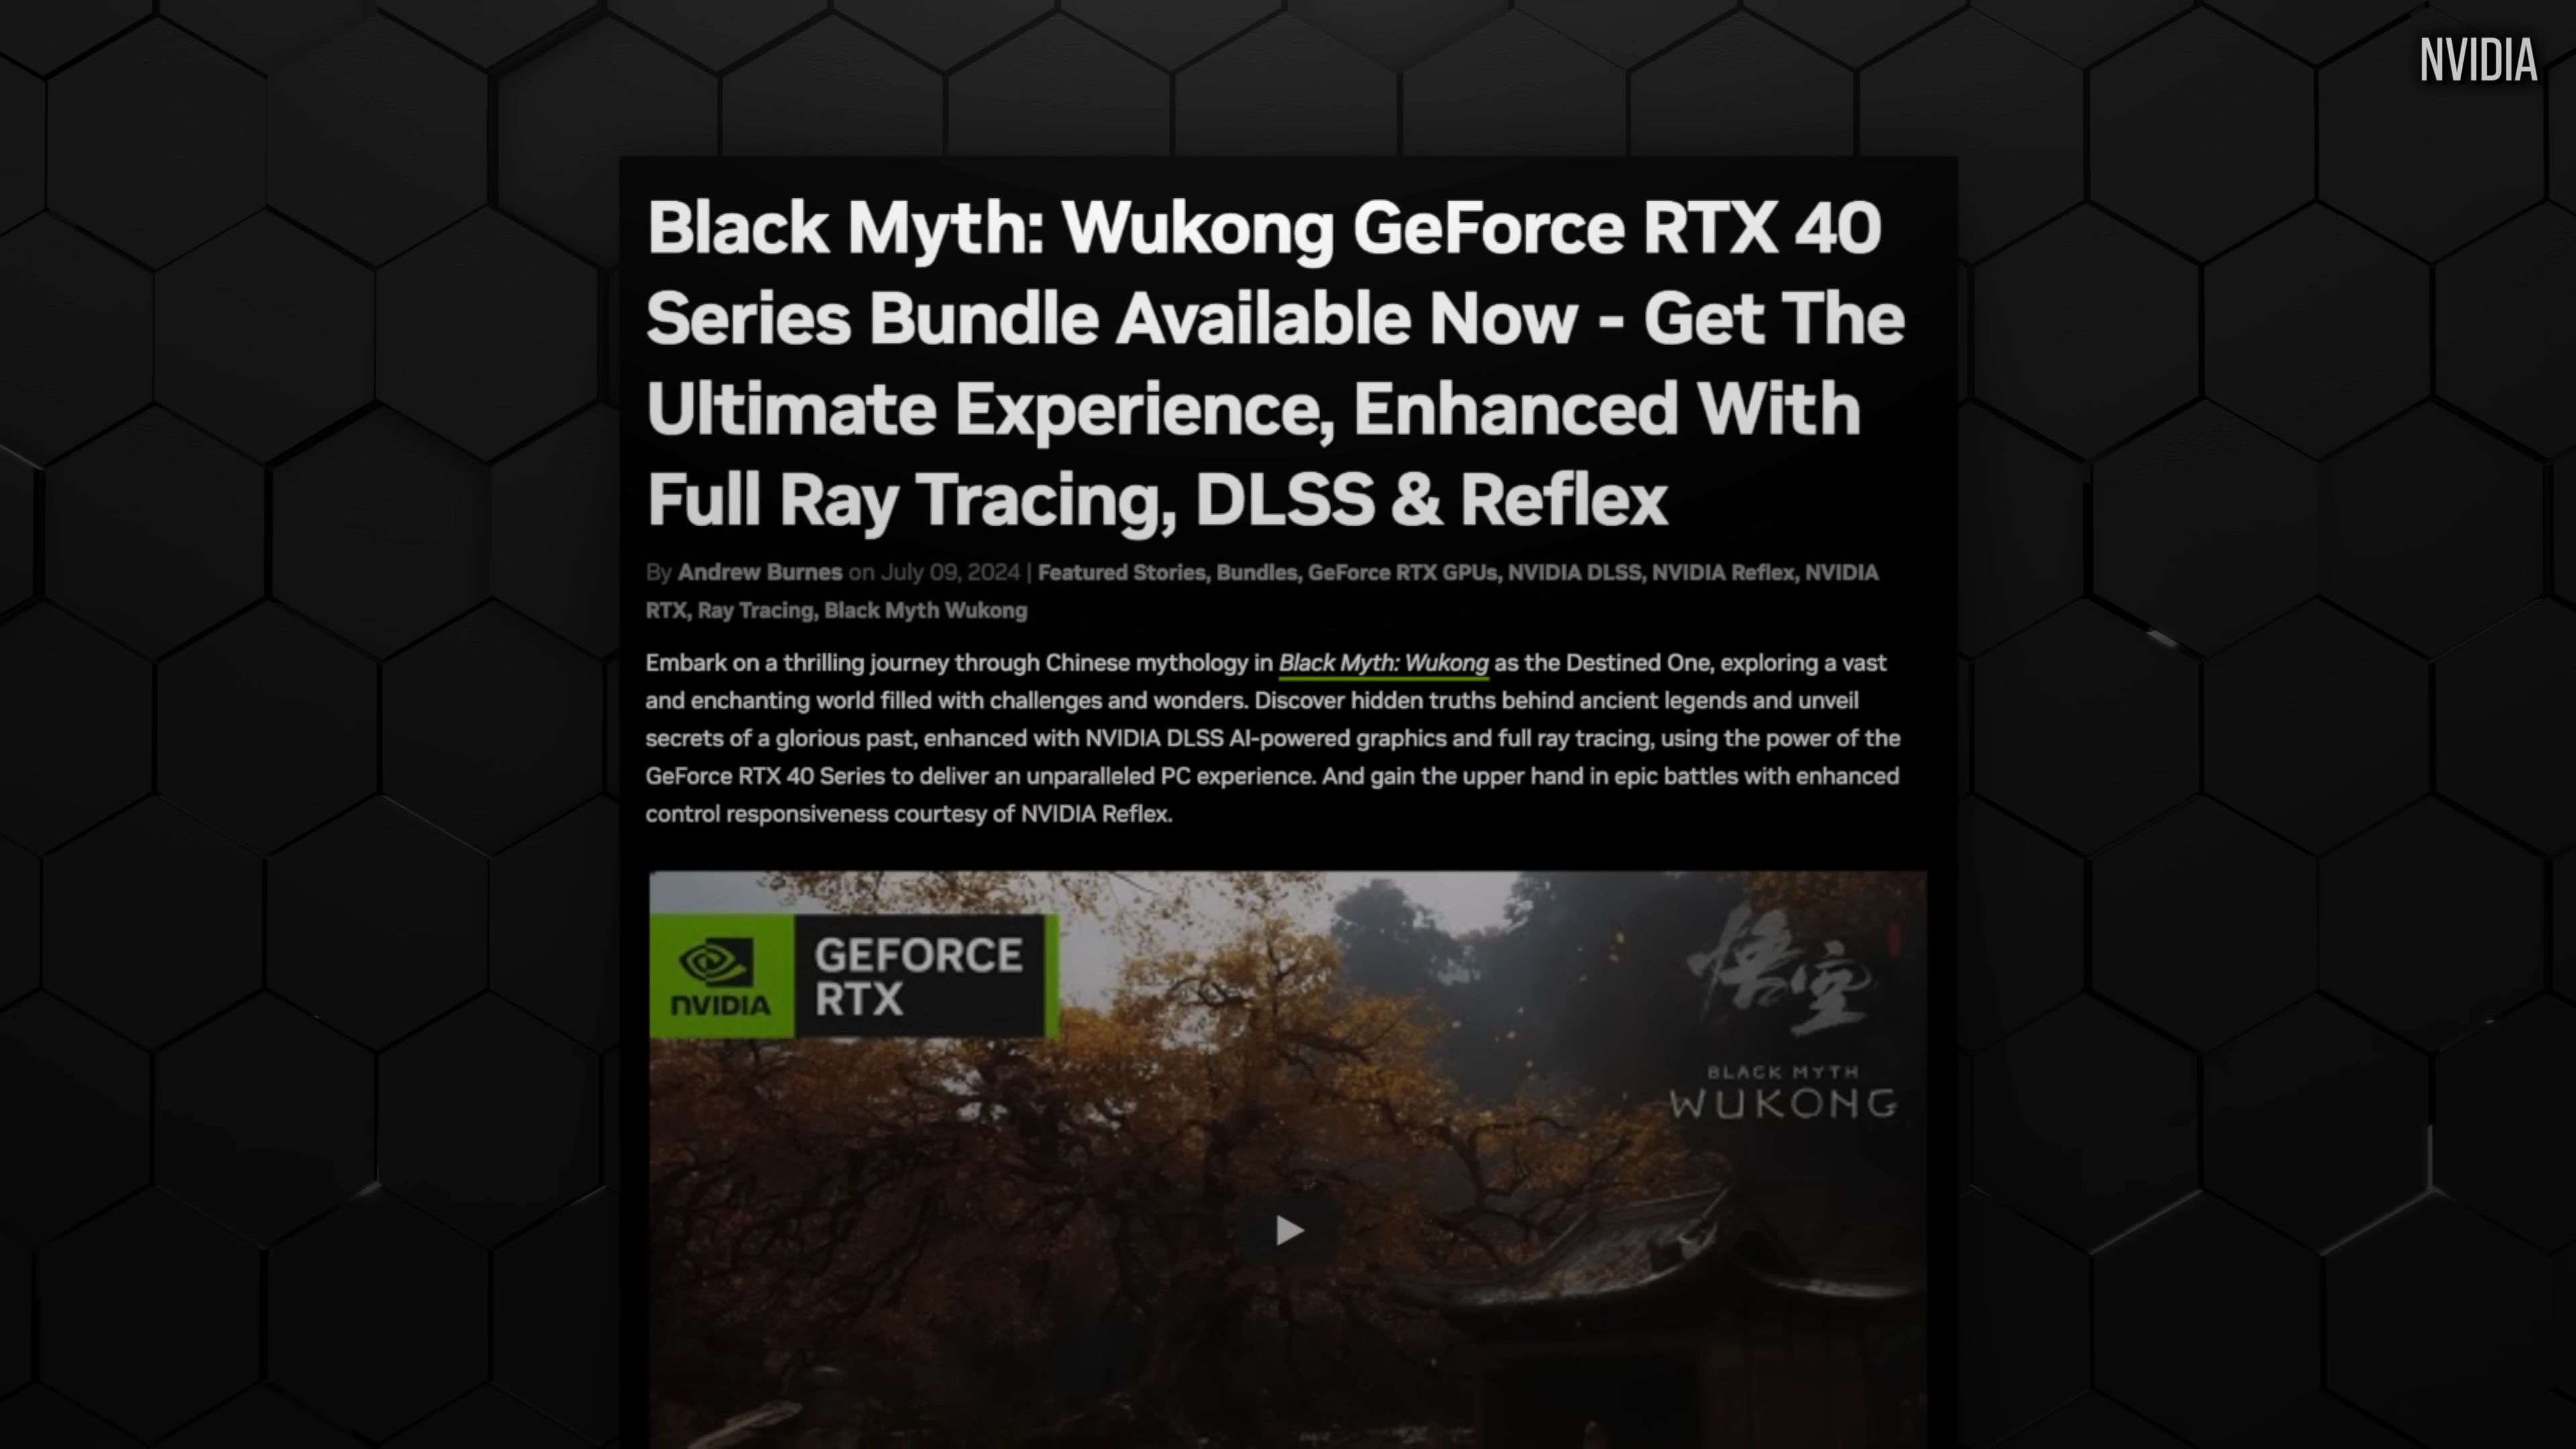 NVIDIA
Black Myth: Wukong GeForce RTX 40
Series Bundle Available Now - Get The
Ultimate Experience, Enhanced With
Full Ray Tracing, DLSS & Reflex
By Andrew Burnes on July 09, 2024 | Featured Stories, Bundles, GeForce RTX GPUs, NVIDIA DLSS, NVIDIA Reflex, NVIDIA
RTX, Ray Tracing, Black Myth Wukong
Embark on a thrilling journey through Chinese mythology in Black Myth: Wukong as the Destined One, exploring a vast
and enchanting world filled with challenges and wonders. Discover hidden truths behind ancient legends and unveil
secrets of a glorious past, enhanced with NVIDIA DLSS AI-powered graphics and full ray tracing, using the power of the
GeForce RTX 40 Series to deliver an unparalleled PC experience. And gain the upper hand in epic battles with enhanced
control responsiveness courtesy of NVIDIA Reflex.
NVIDIA
GEFORCE
RTX
悟空
BLACK MYTH
WUKONG